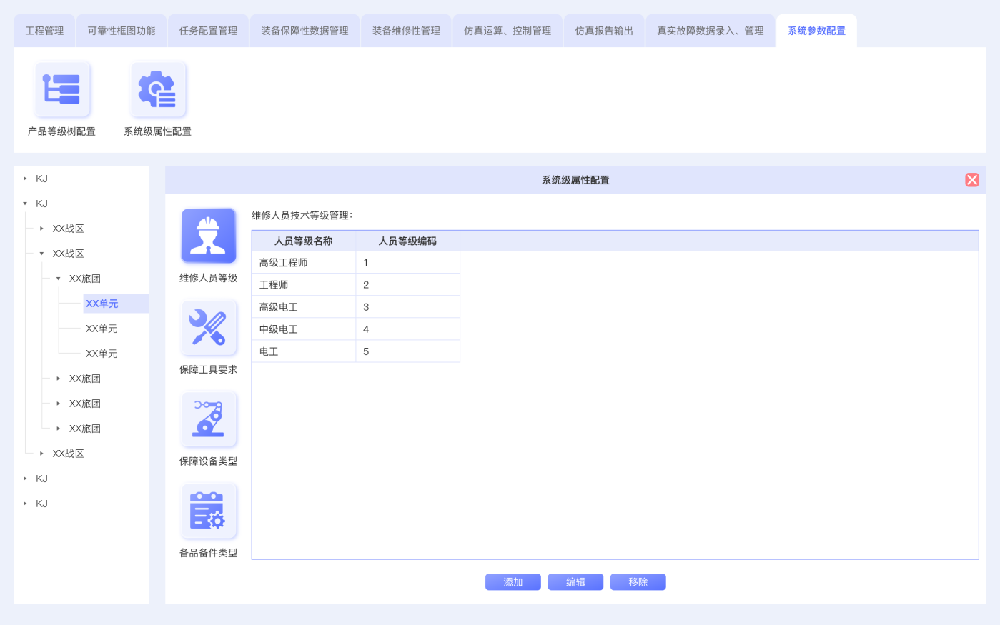 工程管理 可靠性框图功能 任务配置管理 装备保障性数据管理 装备维修性管理 仿真运算、控制管理 仿真报告输出 真实故障数据录入、管理 系统参数配置
产品等级树配置 系统级属性配置
KJ
KJ
XX战区
XX战区
XX旅团
XX单元
XX单元
XX单元
XX旅团
XX旅团
XX旅团
XX战区
KJ
KJ
系统级属性配置
维修人员等级
保障工具要求
保障设备类型
备品备件类型
维修人员技术等级管理：
人员等级名称 人员等级编码
高级工程师 1
工程师 2
高级电工 3
中级电工 4
电工 5
添加 编辑 移除